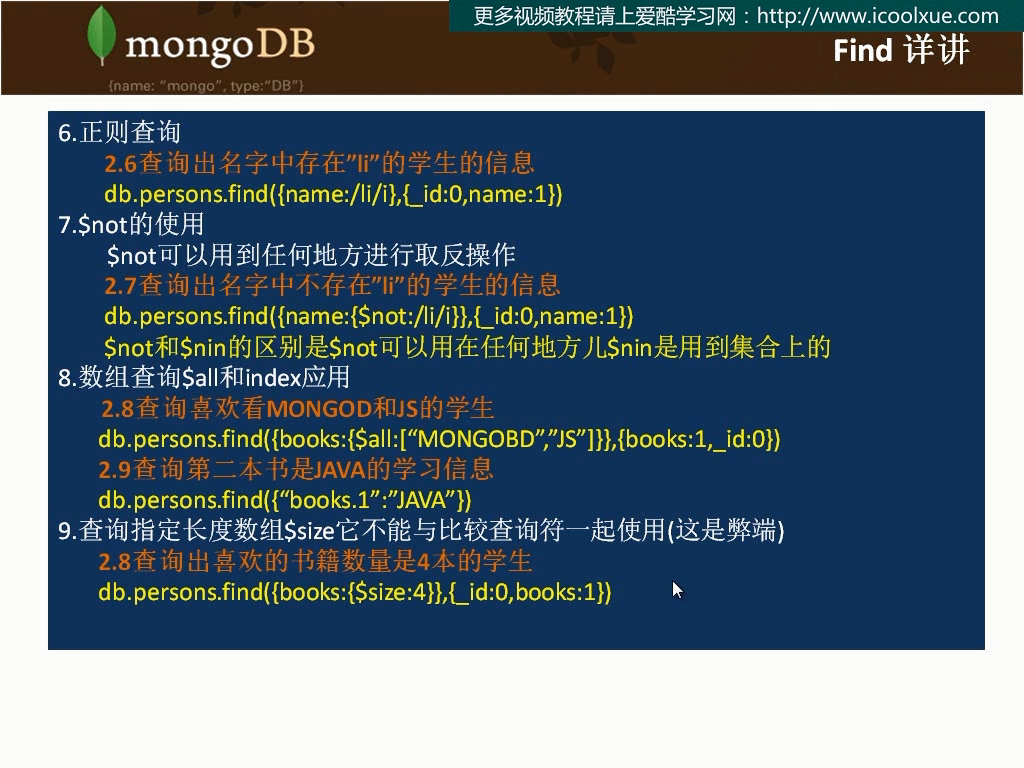 更多视频教程请上爱酷学习网：http://www.icoolxue.com
mongoDB
Find 详讲
{name: “mongo”, type:“DB”}
6.正则查询
2.6查询出名字中存在”li”的学生的信息
db.persons.find({name:/li/i},{_id:0,name:1})
7.$not的使用
$not可以用到任何地方进行取反操作
2.7查询出名字中不存在”li”的学生的信息
db.persons.find({name:{$not:/li/i}},{_id:0,name:1})
$not和$nin的区别是$not可以用在任何地方儿$nin是用到集合上的
8.数组查询$all和index应用
2.8查询喜欢看MONGOD和JS的学生
db.persons.find({books:{$all:[“MONGOBD”,”JS”]}},{books:1,_id:0})
2.9查询第二本书是JAVA的学习信息
db.persons.find({“books.1”:”JAVA”})
9.查询指定长度数组$size它不能与比较查询符一起使用(这是弊端)
2.8查询出喜欢的书籍数量是4本的学生
db.persons.find({books:{$size:4}},{_id:0,books:1})